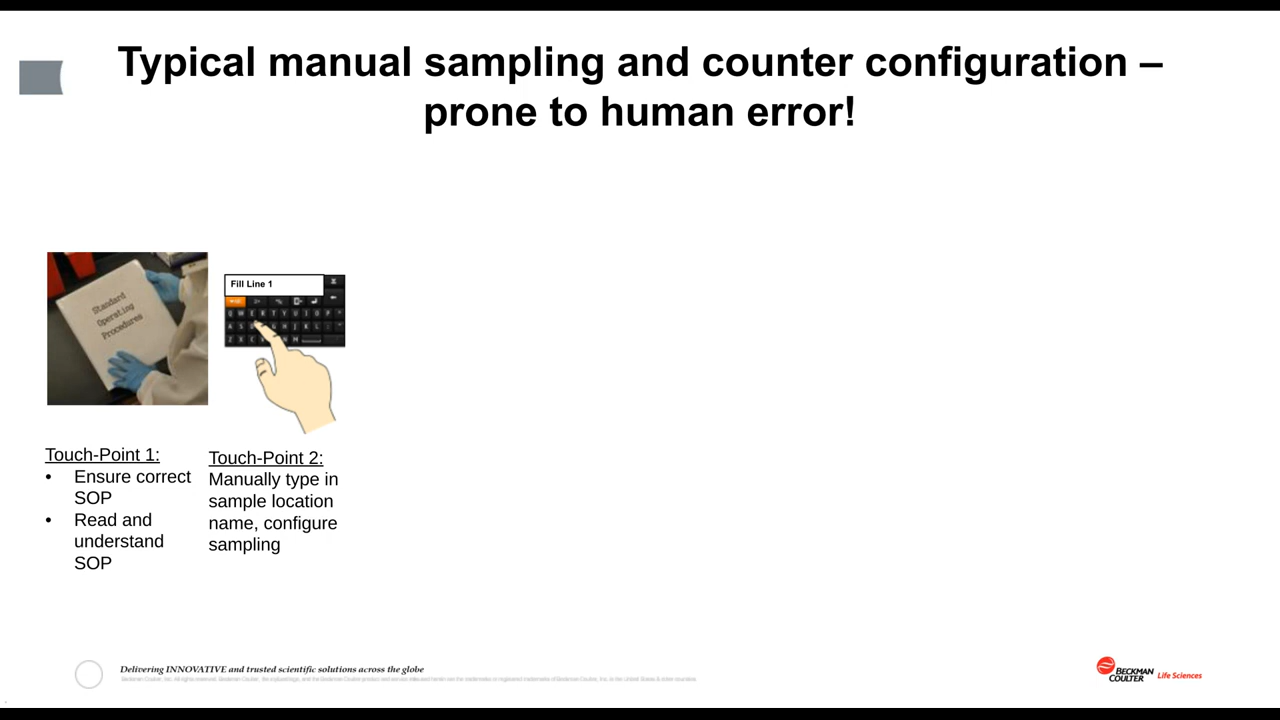 Typical manual sampling and counter configuration –
prone to human error!
Standard
Operating
Procedures
Fill Line 1
Q W E R T Y U I O P
A S D G H J K L
Z X C N M
Touch-Point 1:
• Ensure correct
SOP
• Read and
understand
SOP
Touch-Point 2:
Manually type in
sample location
name, configure
sampling
Delivering INNOVATIVE and trusted scientific solutions across the globe
BECKMAN
COULTER Life Sciences